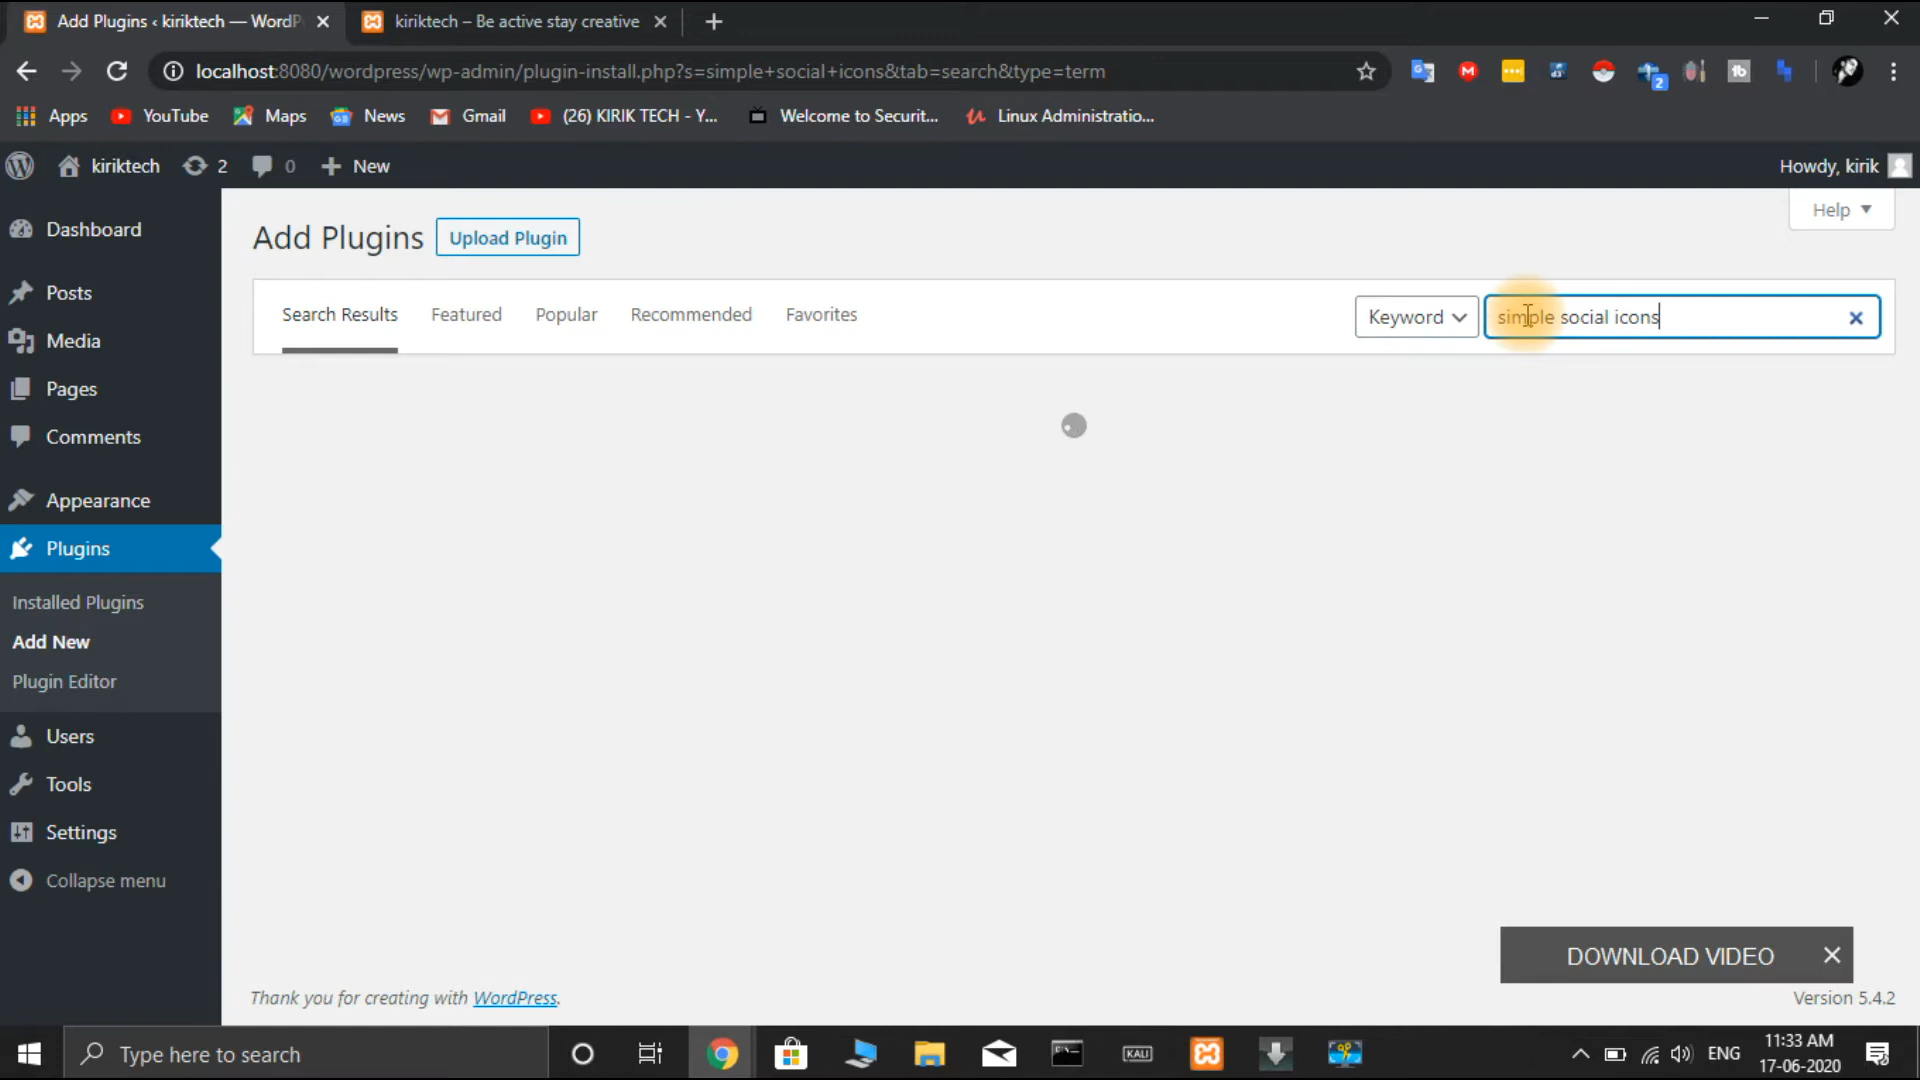 Add Plugins ‹ kiriktech — WordP
kiriktech – Be active stay creative
localhost:8080/wordpress/wp-admin/plugin-install.php?s=simple+social+icons&tab=search&type=term
2
Apps
YouTube
Maps
News
Gmail
(26) KIRIK TECH - Y...
Welcome to Securit...
Linux Administratio...
kiriktech
2
0
New
Howdy, kirik
Dashboard
Posts
Media
Pages
Comments
Appearance
Plugins
Installed Plugins
Add New
Plugin Editor
Users
Tools
Settings
Collapse menu
Help
Add Plugins
Upload Plugin
Search Results
Featured
Popular
Recommended
Favorites
Keyword
simple social icons
DOWNLOAD VIDEO
Thank you for creating with WordPress.
Version 5.4.2
Type here to search
KALI
ENG
11:33 AM
17-06-2020